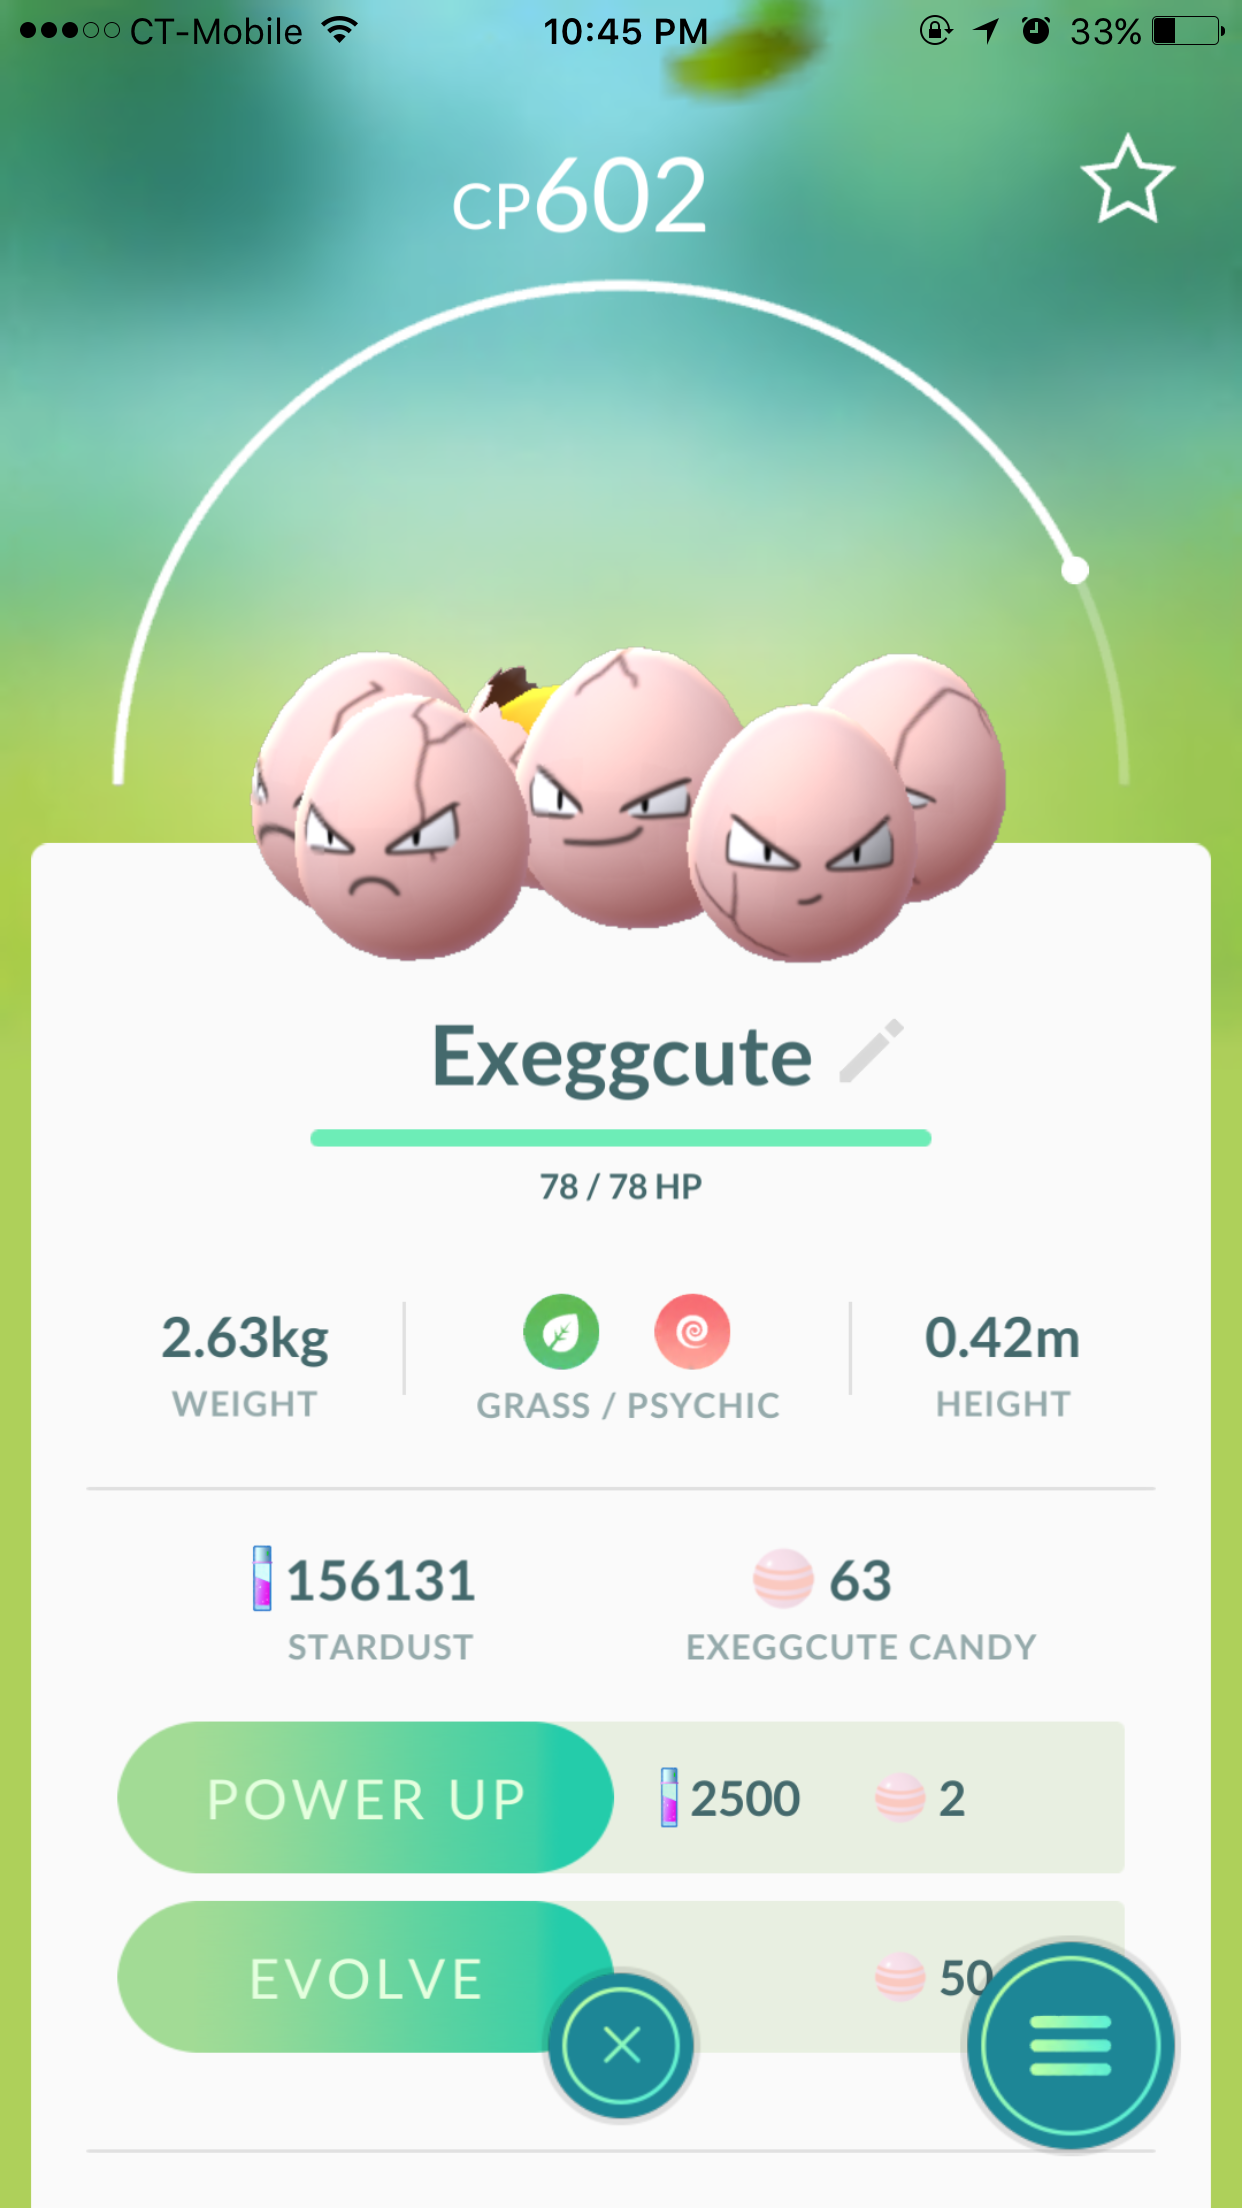 CT-Mobile 10:45 PM 33%
CP602
Exeggcute
78 / 78 HP
2.63kg 0.42m
WEIGHT GRASS / PSYCHIC HEIGHT
156131 63
STARDUST EXEGGCUTE CANDY
POWER UP 2500 2
EVOLVE 50